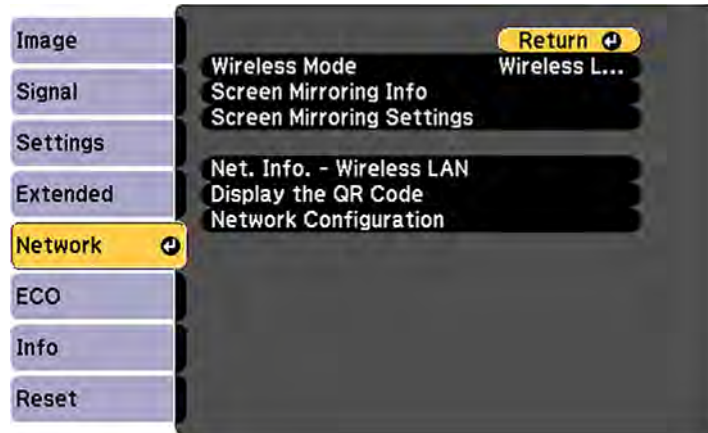 Image
Signal
Settings
Extended
Network
ECO
Info
Reset
Return
Wireless Mode Wireless L...
Screen Mirroring Info
Screen Mirroring Settings
Net. Info. - Wireless LAN
Display the QR Code
Network Configuration